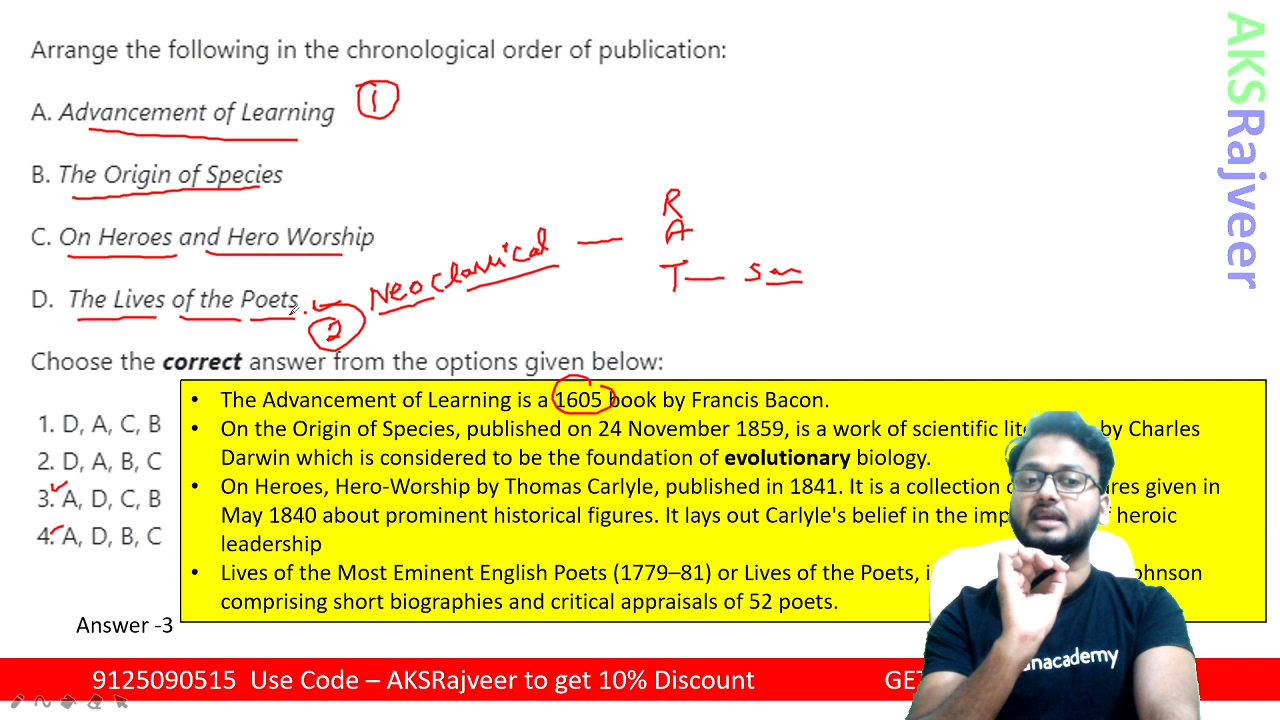 Arrange the following in the chronological order of publication:
A. Advancement of Learning
1
B. The Origin of Species
C. On Heroes and Hero Worship
D. The Lives of the Poets.
2
Neoclassical — R
A
T —
Choose the correct answer from the options given below:
1. D, A, C, B
2. D, A, B, C
3. A, D, C, B
4. A, D, B, C
Answer -3
• The Advancement of Learning is a 1605 book by Francis Bacon.
• On the Origin of Species, published on 24 November 1859, is a work of scientific by Charles
Darwin which is considered to be the foundation of evolutionary biology.
• On Heroes, Hero-Worship by Thomas Carlyle, published in 1841. It is a collection given in
May 1840 about prominent historical figures. It lays out Carlyle's belief in the heroic
leadership
• Lives of the Most Eminent English Poets (1779–81) or Lives of the Poets,
comprising short biographies and critical appraisals of 52 poets.
9125090515 Use Code – AKSRajveer to get 10% Discount
GET
AKSRajveer
unacademy